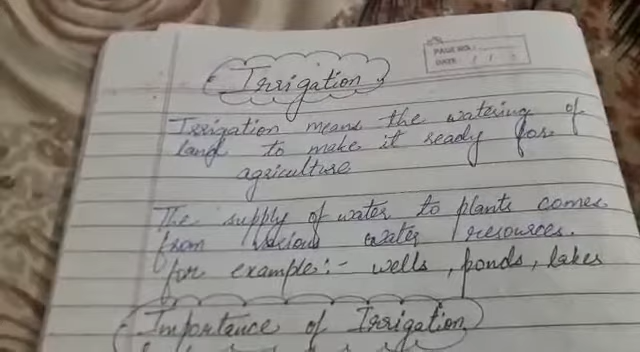 Irrigation
PAGE NO.:
DATE: / /
Irrigation means the watering of
land to make it ready for
agriculture
The supply of water to plants comes
from various water resources.
for example:- wells, ponds, lakes
Importance of Irrigation